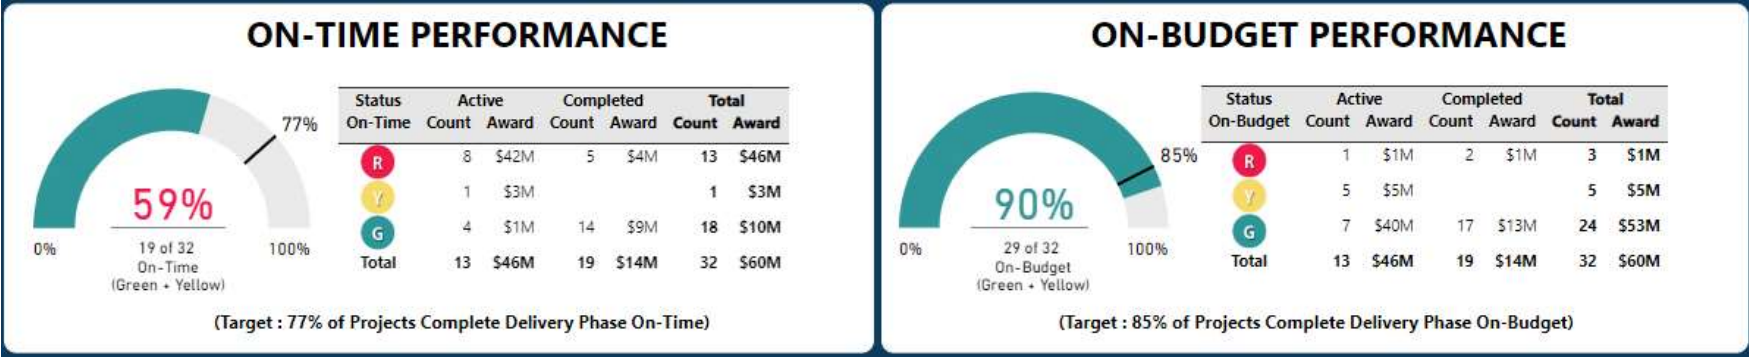 ON-TIME PERFORMANCE
77%
59%
0%
19 of 32
100%
On-Time
(Green + Yellow)
Status Active Completed Total
On-Time Count Award Count Award Count Award
R 8 $42M 5 $4M 13 $46M
Y 1 $3M 1 $3M
G 4 $1M 14 $9M 18 $10M
Total 13 $46M 19 $14M 32 $60M
(Target : 77% of Projects Complete Delivery Phase On-Time)
ON-BUDGET PERFORMANCE
85%
90%
0%
29 of 32
100%
On-Budget
(Green + Yellow)
Status Active Completed Total
On-Budget Count Award Count Award Count Award
R 1 $1M 2 $1M 3 $1M
Y 5 $5M 5 $5M
G 7 $40M 17 $13M 24 $53M
Total 13 $46M 19 $14M 32 $60M
(Target : 85% of Projects Complete Delivery Phase On-Budget)